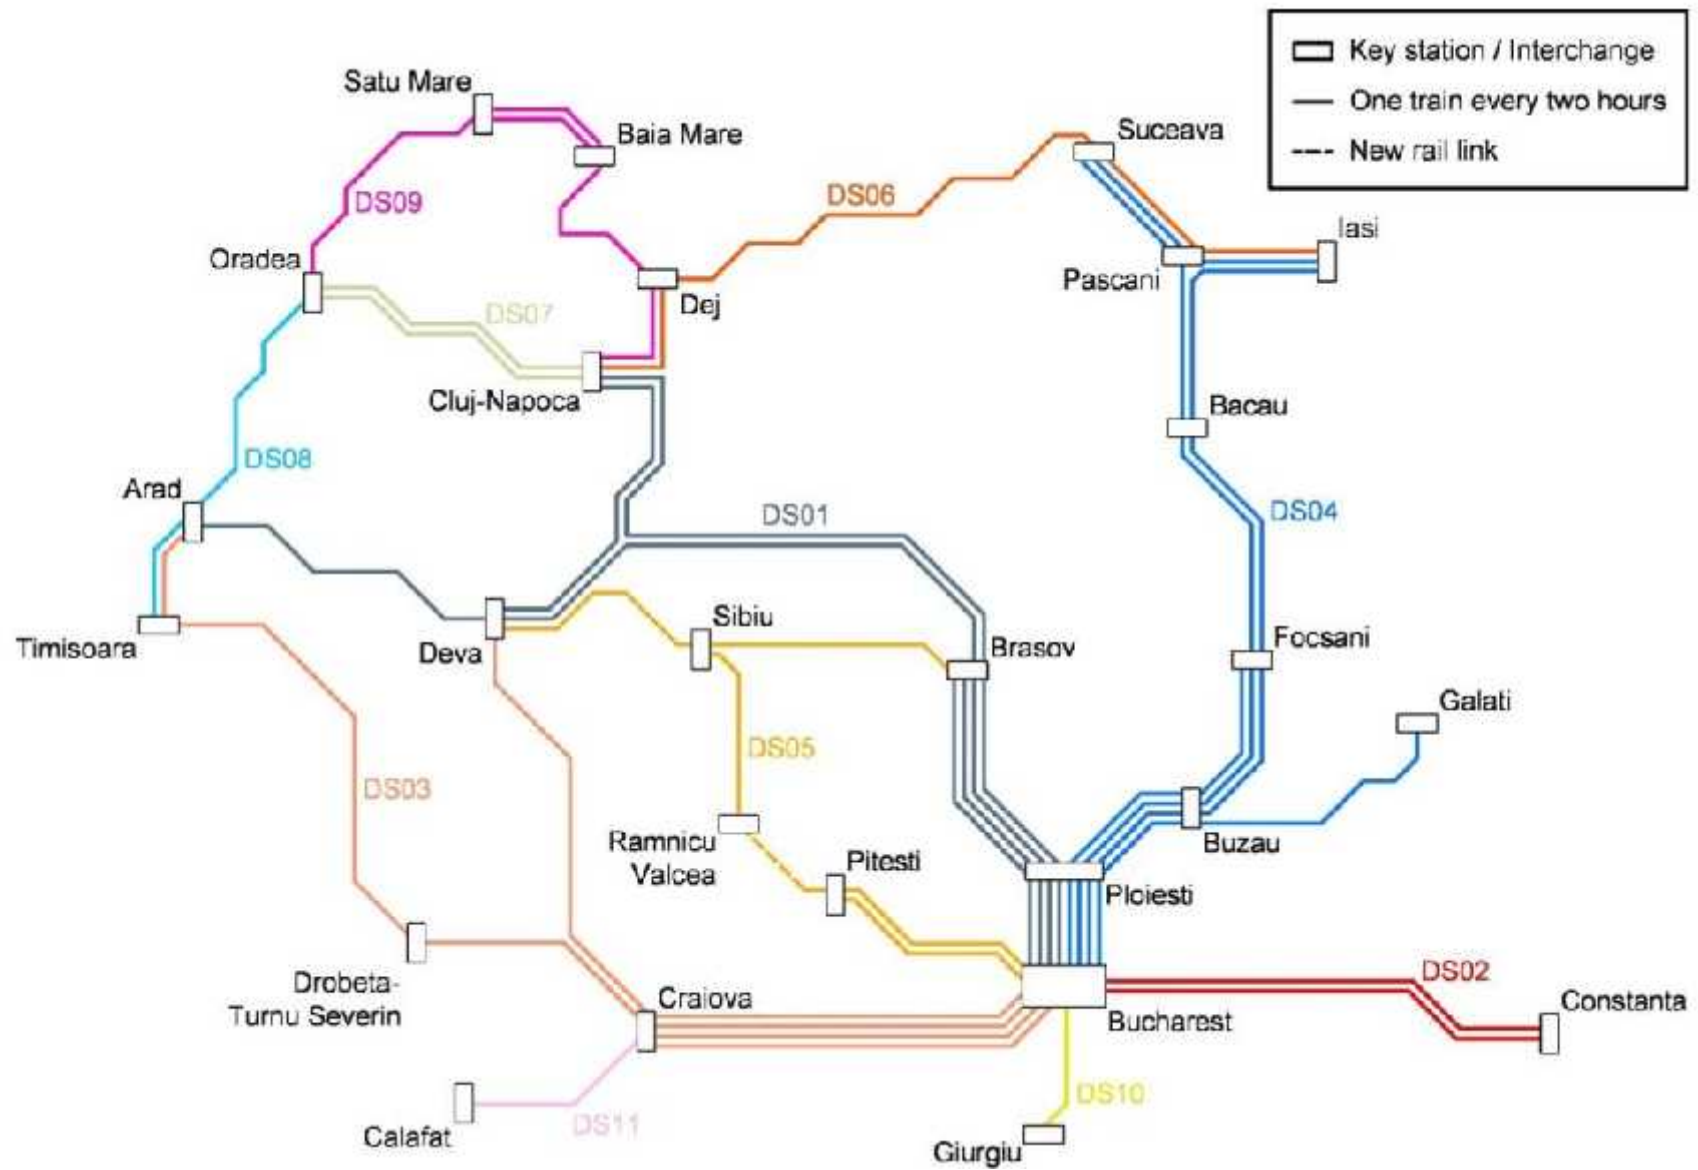 Key station / Interchange
One train every two hours
New rail link
Satu Mare
Baia Mare
Suceava
DS06
DS09
Iasi
Oradea
Pascani
Dej
DS07
Cluj-Napoca
Bacau
DS08
Arad
DS01
DS04
Sibiu
Focsani
Timisoara
Deva
Brasov
Galati
DS05
DS03
Ramnicu
Valcea
Pitesti
Buzau
Ploiesti
DS02
Drobeta-
Turnu Severin
Craiova
Constanta
Bucharest
DS10
DS11
Calafat
Giurgiu